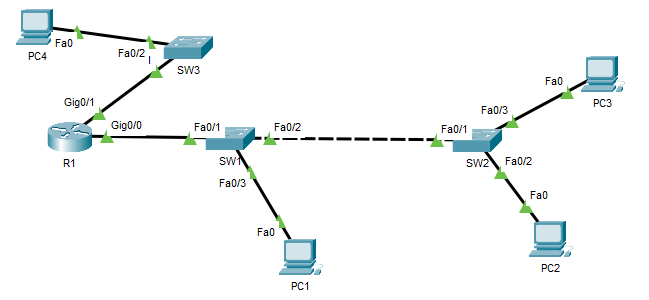 PC4
Fa0
Fa0/2
SW3
Gig0/1
Gig0/0
R1
Fa0/1
SW1
Fa0/2
Fa0/3
Fa0
PC1
Fa0/1
SW2
Fa0/3
Fa0
PC3
Fa0/2
Fa0
PC2